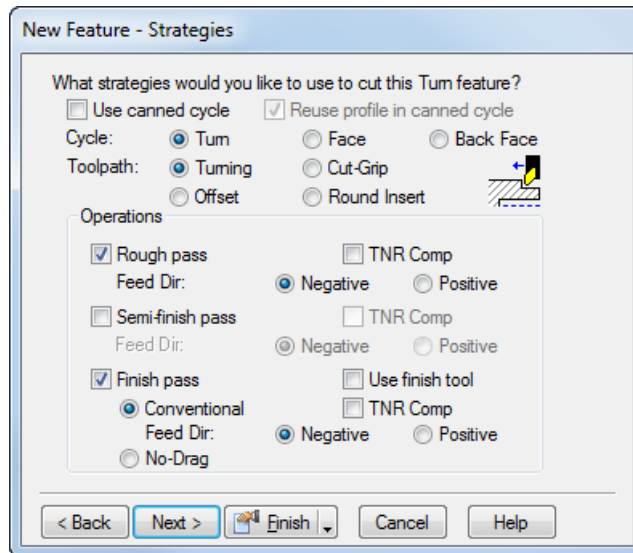 New Feature - Strategies
What strategies would you like to use to cut this Turn feature?
Use canned cycle Reuse profile in canned cycle
Cycle: Turn Face Back Face
Toolpath: Turning Cut-Grip
Offset Round Insert
Operations
Rough pass TNR Comp
Feed Dir: Negative Positive
Semi-finish pass TNR Comp
Feed Dir: Negative Positive
Finish pass Use finish tool
Conventional TNR Comp
Feed Dir: Negative Positive
No-Drag
< Back Next > Finish Cancel Help